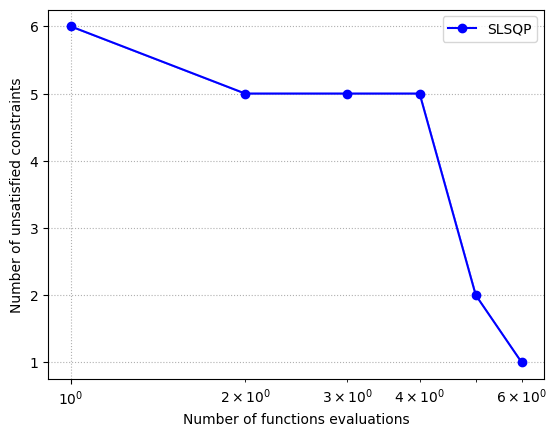 6
5
4
3
2
1
Number of unsatisfied constraints
SLSQP
10⁰
2 × 10⁰
3 × 10⁰
4 × 10⁰
6 × 10⁰
Number of functions evaluations